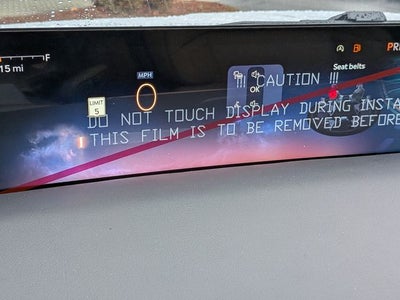 F
15 mi
MPH
PR
Seat belts
OK
LIMIT
5
!!! CAUTION !!!
DO NOT TOUCH DISPLAY DURING INSTA
THIS FILM IS TO BE REMOVED BEFORE